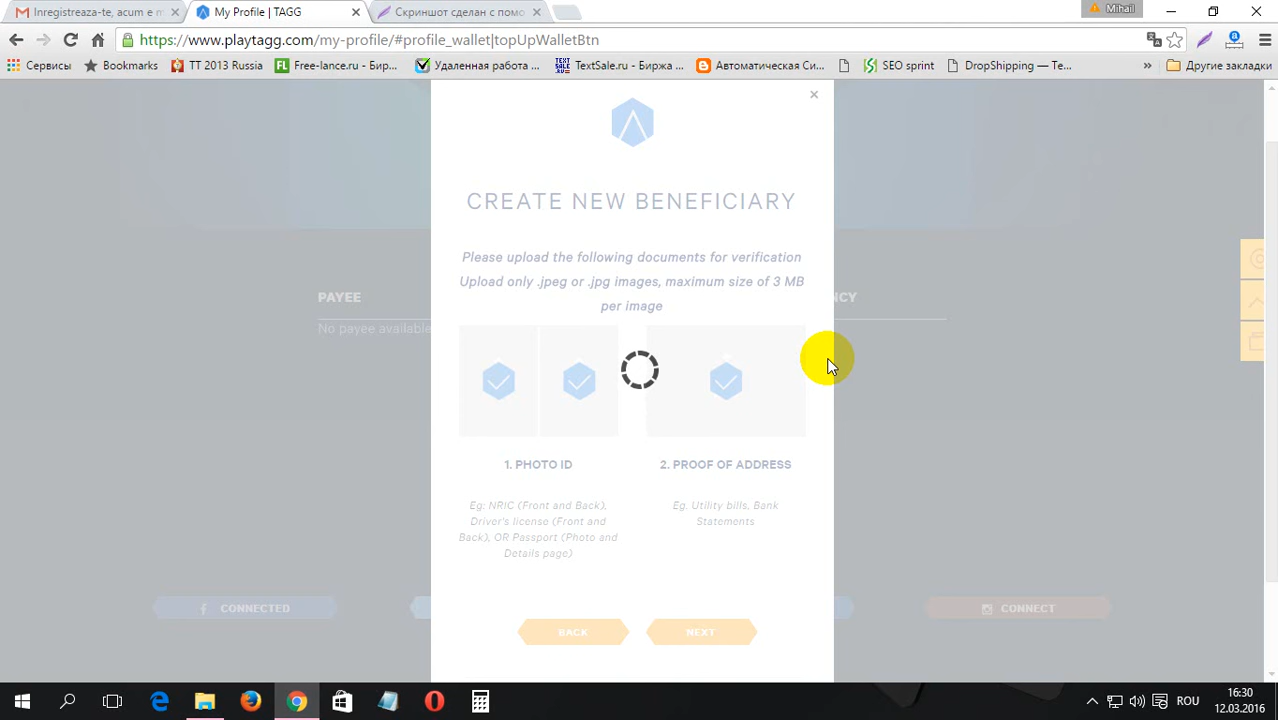 Inregistreaza-te, acum e m
My Profile | TAGG
Скриншот сделан с помо
Mihail
https://www.playtagg.com/my-profile/#profile_wallet|topUpWalletBtn
Сервисы
Bookmarks
TT 2013 Russia
FL Free-lance.ru - Бир...
Удаленная работа ...
TEXT SALE TextSale.ru - Биржа ...
Автоматическая Си...
SEO sprint
DropShipping — Te...
»
Другие закладки
CREATE NEW BENEFICIARY
Please upload the following documents for verification
Upload only .jpeg or .jpg images, maximum size of 3 MB
per image
PAYEE
NCY
No payee available
1. PHOTO ID
2. PROOF OF ADDRESS
Eg: NRIC (Front and Back),
Driver's license (Front and
Back), OR Passport (Photo and
Details page)
Eg. Utility bills, Bank
Statements
CONNECTED
CONNECT
BACK
NEXT
ROU
16:30
12.03.2016